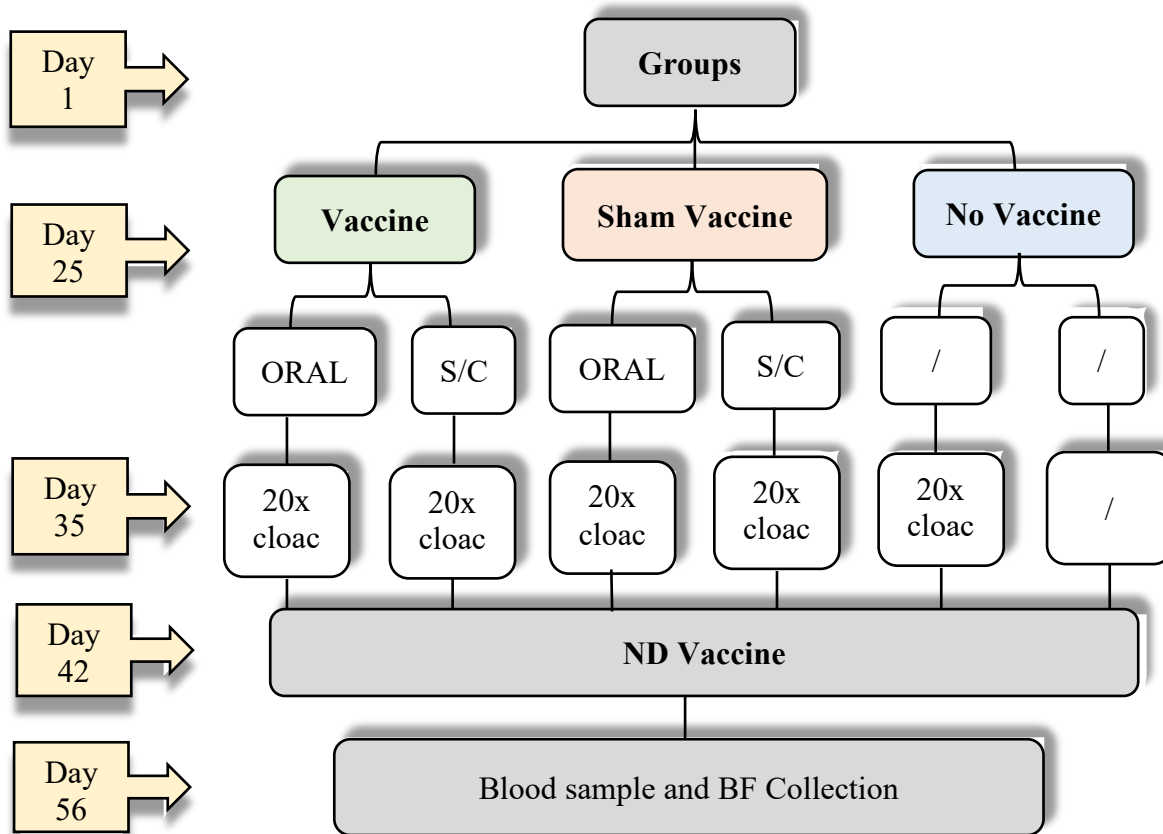 Day
1
Groups
Day
25
Vaccine
Sham Vaccine
No Vaccine
ORAL
S/C
ORAL
S/C
/
/
Day
35
20x
cloac
20x
cloac
20x
cloac
20x
cloac
20x
cloac
/
Day
42
ND Vaccine
Day
56
Blood sample and BF Collection